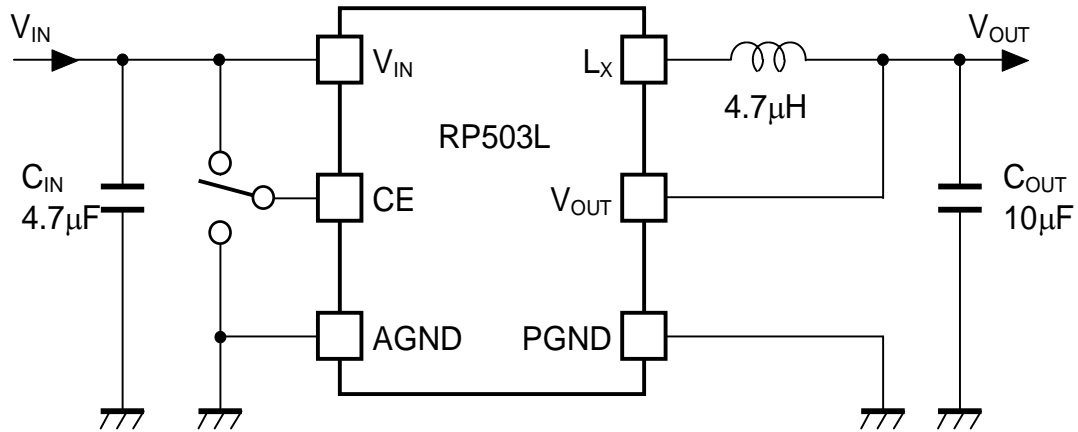 VIN
VOUT
VIN
LX
4.7μH
RP503L
CIN
4.7μF
CE
VOUT
COUT
10μF
AGND
PGND